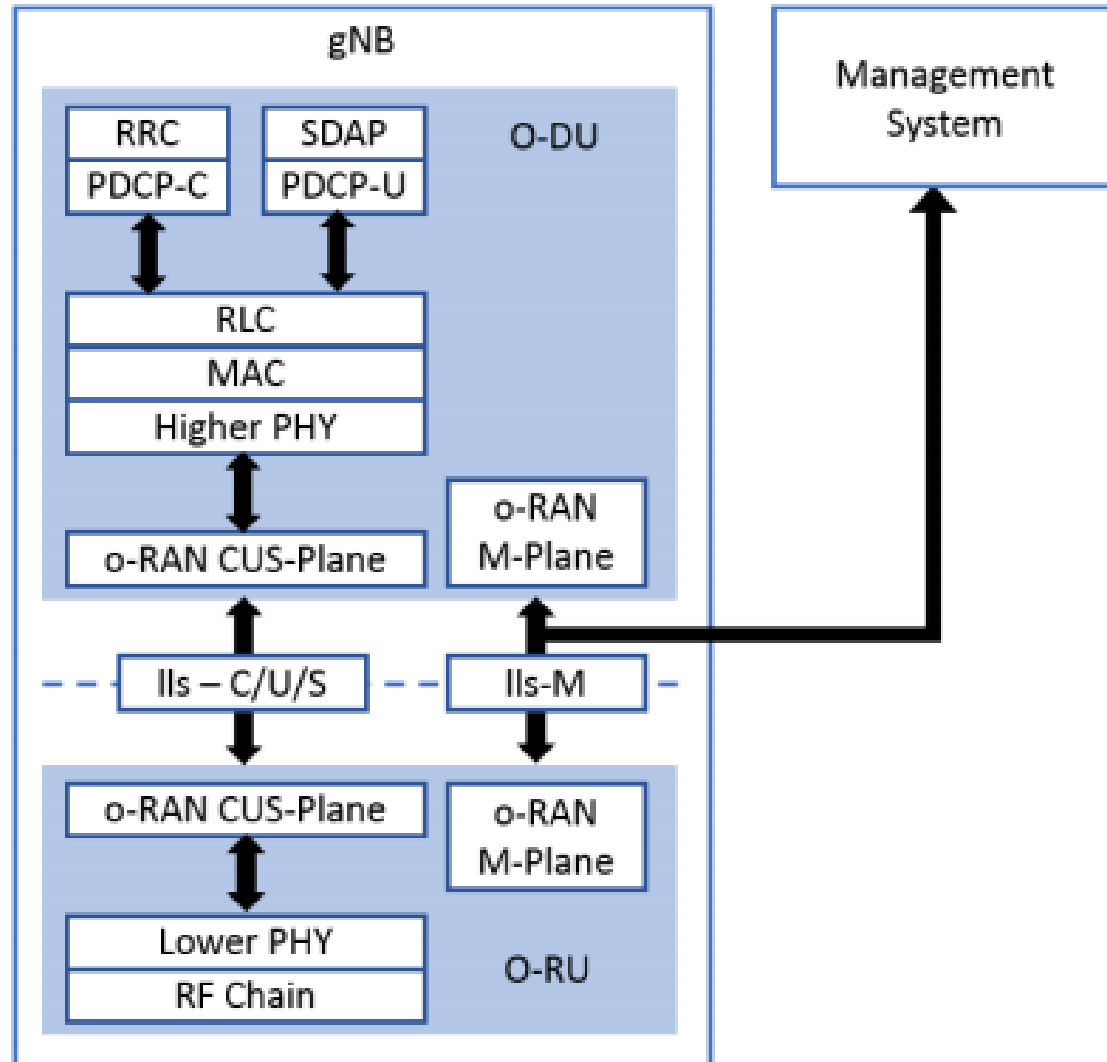 gNB
Management
System
RRC
SDAP
O-DU
PDCP-C
PDCP-U
RLC
MAC
Higher PHY
o-RAN CUS-Plane
o-RAN
M-Plane
lls – C/U/S
lls-M
o-RAN CUS-Plane
o-RAN
M-Plane
Lower PHY
RF Chain
O-RU